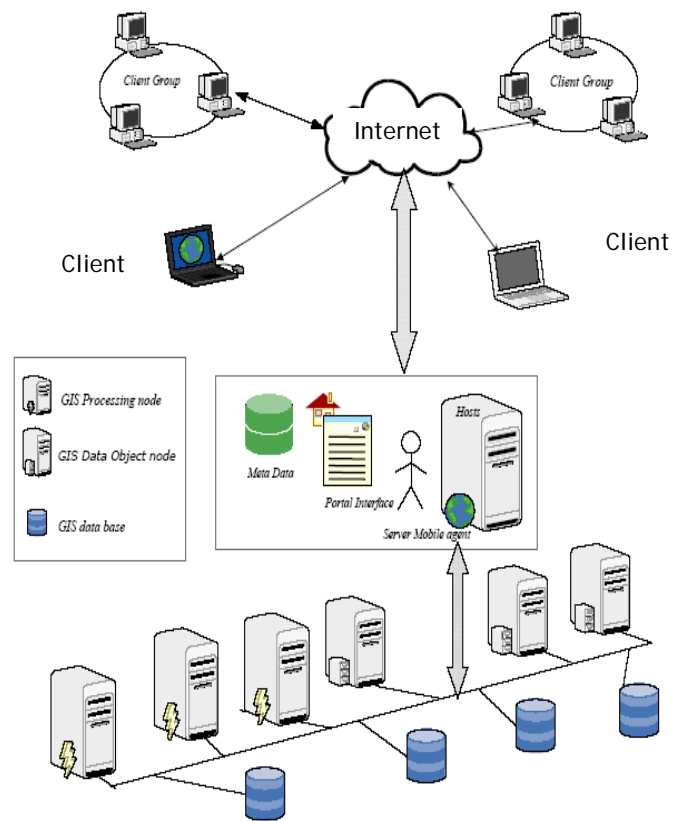 Client Group
Client Group
Internet
Client
Client
GIS Processing node
GIS Data Object node
GIS data base
Hosts
Meta Data
Portal Interface
Server Mobile agent